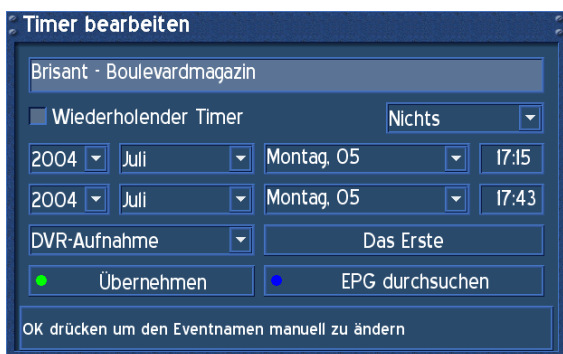 Timer bearbeiten
Brisant - Boulevardmagazin
Wiederholender Timer Nichts
2004 Juli Montag, 05 17:15
2004 Juli Montag, 05 17:43
DVR-Aufnahme Das Erste
Übernehmen EPG durchsuchen
OK drücken um den Eventnamen manuell zu ändern